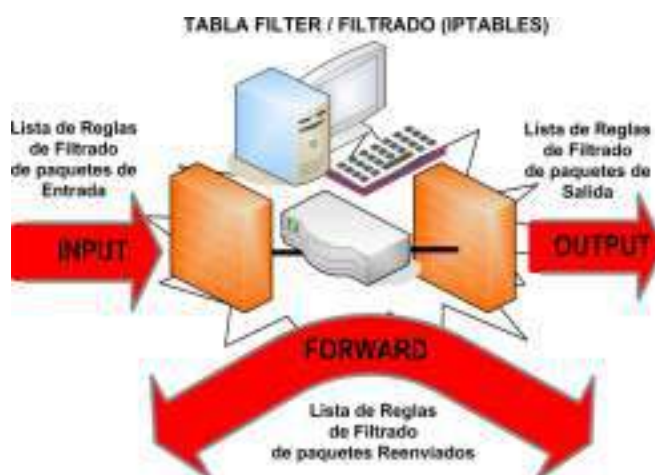 TABLA FILTER / FILTRADO (IPTABLES)
Lista de Reglas
de Filtrado
de paquetes de
Entrada
Lista de Reglas
de Filtrado
de paquetes de
Salida
INPUT
OUTPUT
FORWARD
Lista de Reglas
de Filtrado
de paquetes Reenviados